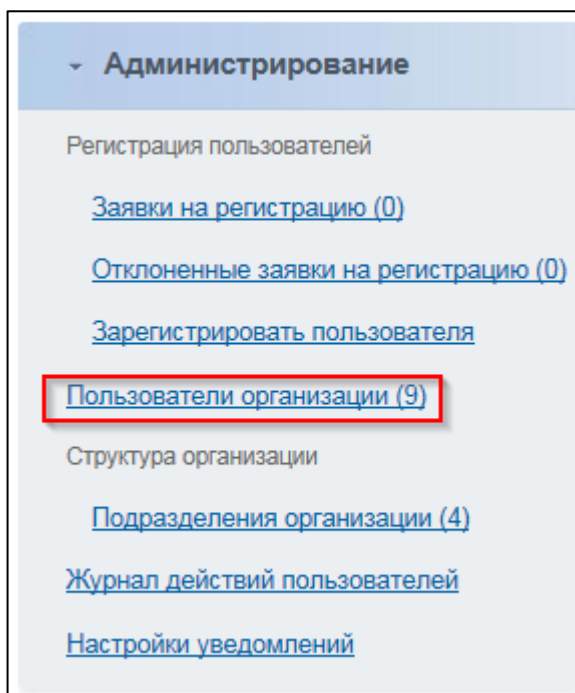 Администрирование
Регистрация пользователей
Заявки на регистрацию (0)
Отклоненные заявки на регистрацию (0)
Зарегистрировать пользователя
Пользователи организации (9)
Структура организации
Подразделения организации (4)
Журнал действий пользователей
Настройки уведомлений